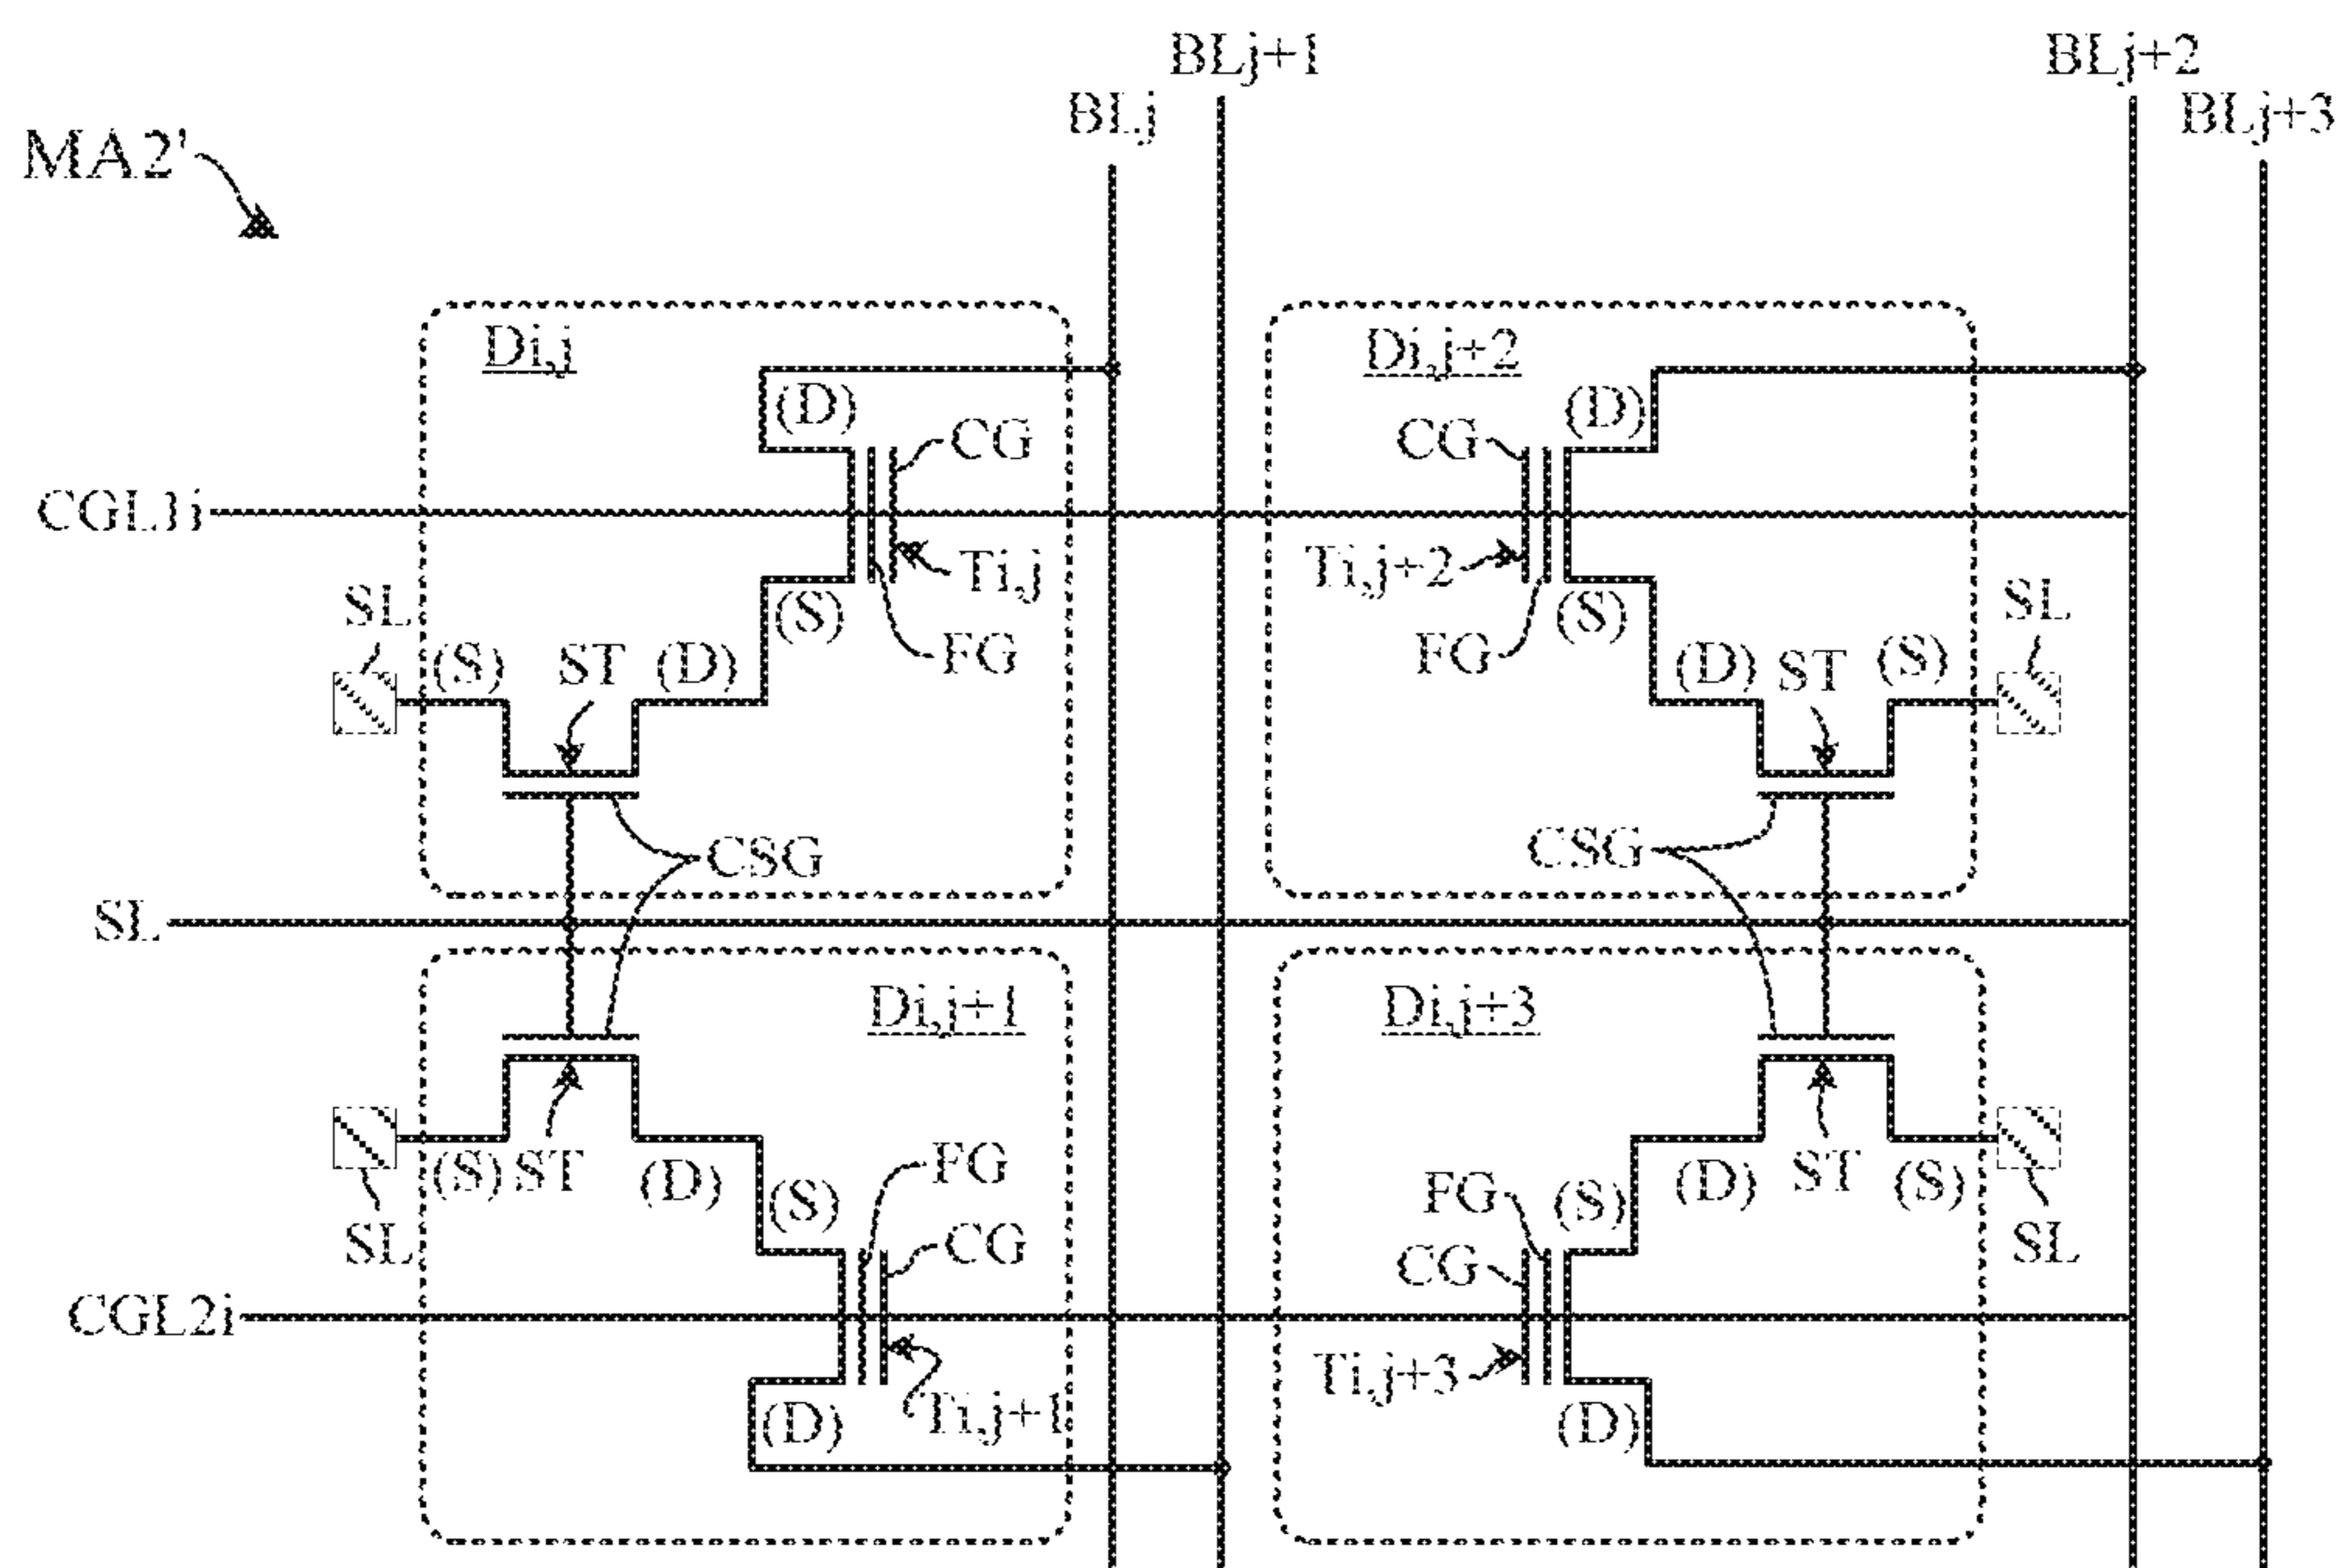 BLj+1
BLj+2
BLj
BLj+3
MA2'
Di,j
Di,j+2
(D)
(D)
CG
CG
CGL1i
Ti,j
Ti,j+2
SL
(S)
(S)
SL
FG
FG
(S)
ST
(D)
(D)
ST
(S)
CSG
CSG
SL
Di,j+1
Di,j+3
(S)
ST
(D)
FG
(S)
(D)
ST
(S)
FG
(S)
SL
CG
CG
SL
CGL2i
Ti,j+1
Ti,j+3
(D)
(D)